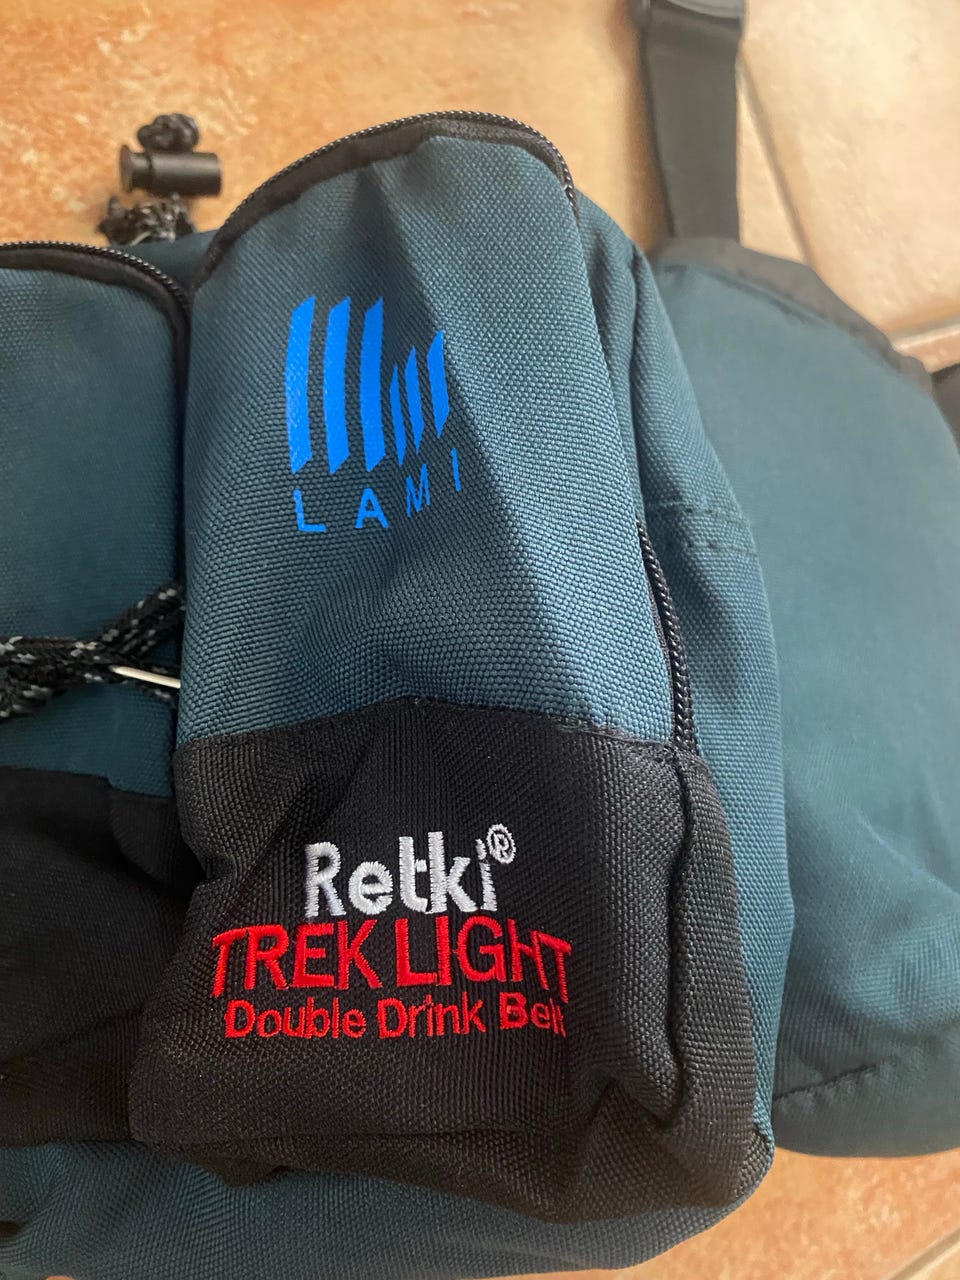 LAMI
Retki®
TREK LIGHT
Double Drink Belt